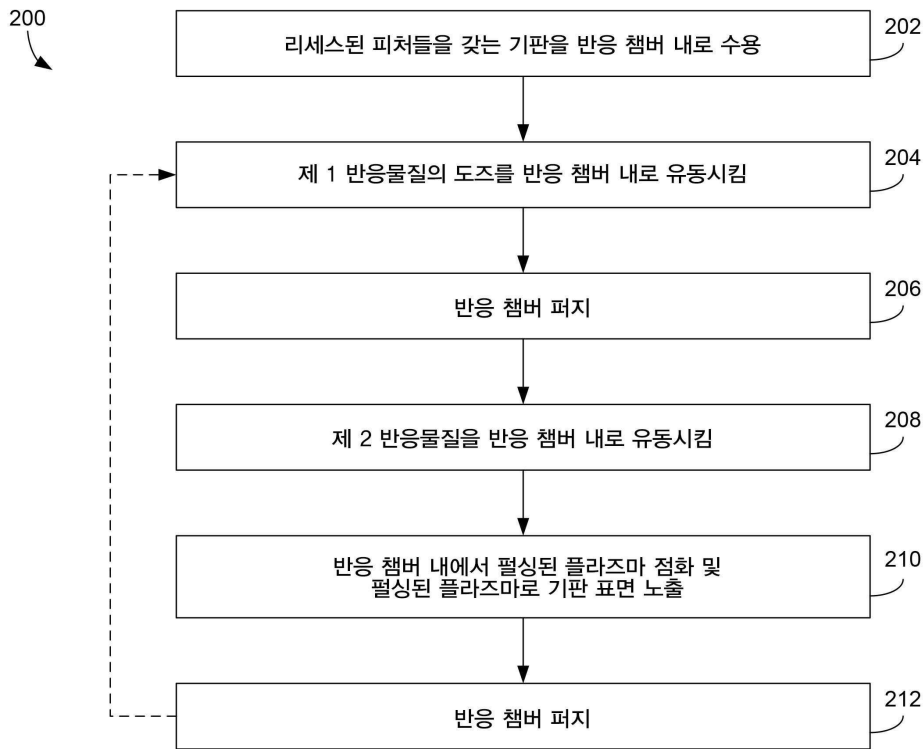 200
리세스된 피처들을 갖는 기판을 반응 챔버 내로 수용
202
제 1 반응물질의 도즈를 반응 챔버 내로 유동시킴
204
반응 챔버 퍼지
206
제 2 반응물질을 반응 챔버 내로 유동시킴
208
반응 챔버 내에서 펄싱된 플라즈마 점화 및
펄싱된 플라즈마로 기판 표면 노출
210
반응 챔버 퍼지
212